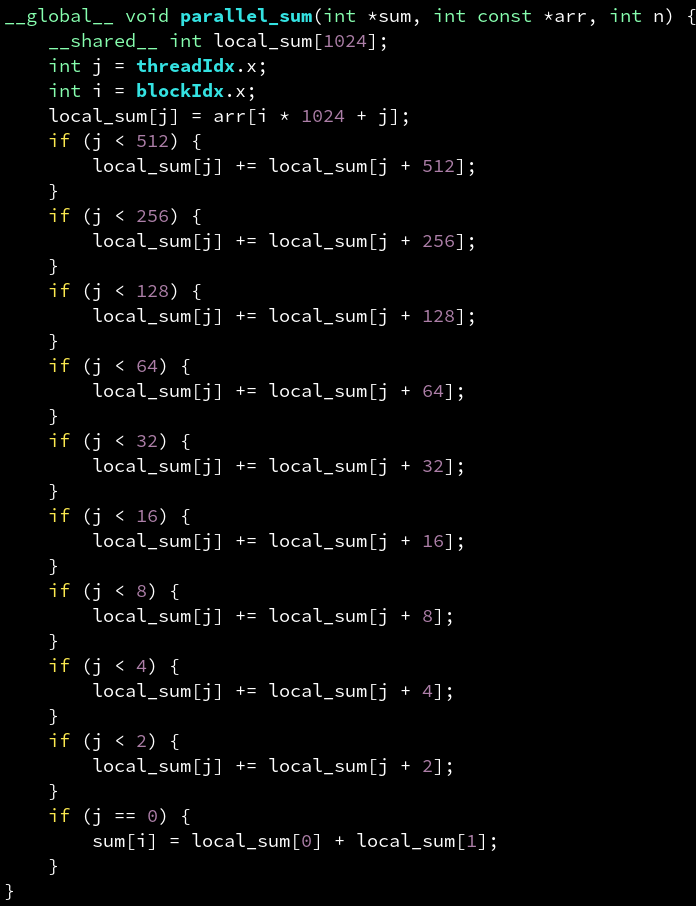 __global__ void parallel_sum(int *sum, int const *arr, int n) {
    __shared__ int local_sum[1024];
    int j = threadIdx.x;
    int i = blockIdx.x;
    local_sum[j] = arr[i * 1024 + j];
    if (j < 512) {
        local_sum[j] += local_sum[j + 512];
    }
    if (j < 256) {
        local_sum[j] += local_sum[j + 256];
    }
    if (j < 128) {
        local_sum[j] += local_sum[j + 128];
    }
    if (j < 64) {
        local_sum[j] += local_sum[j + 64];
    }
    if (j < 32) {
        local_sum[j] += local_sum[j + 32];
    }
    if (j < 16) {
        local_sum[j] += local_sum[j + 16];
    }
    if (j < 8) {
        local_sum[j] += local_sum[j + 8];
    }
    if (j < 4) {
        local_sum[j] += local_sum[j + 4];
    }
    if (j < 2) {
        local_sum[j] += local_sum[j + 2];
    }
    if (j == 0) {
        sum[i] = local_sum[0] + local_sum[1];
    }
}